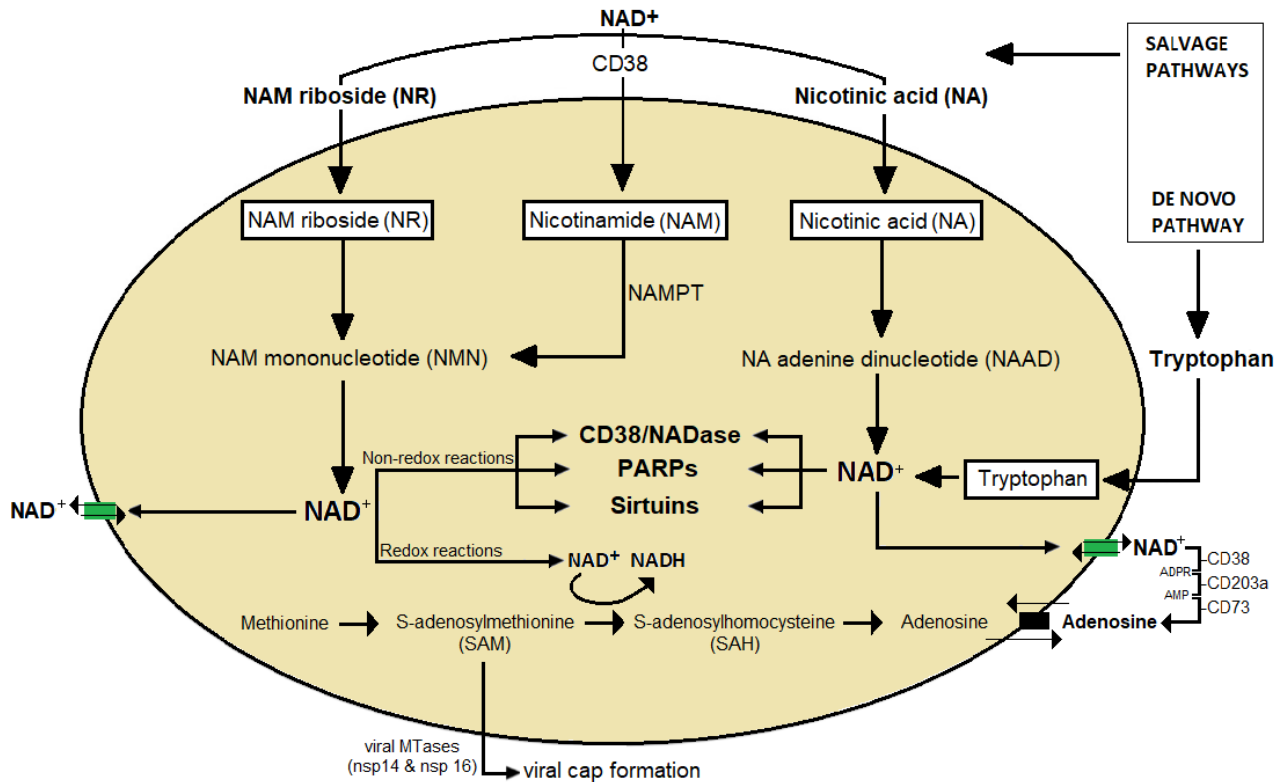 NAD+
CD38
NAM riboside (NR)
Nicotinic acid (NA)
SALVAGE
PATHWAYS
DE NOVO
PATHWAY
NAM riboside (NR)
Nicotinamide (NAM)
Nicotinic acid (NA)
NAMPT
NAM mononucleotide (NMN)
NA adenine dinucleotide (NAAD)
Tryptophan
CD38/NADase
PARPs
Sirtuins
Non-redox reactions
NAD+
Tryptophan
NAD+
NAD+
Redox reactions
NAD+ NADH
NAD+
CD38
ADPR
CD203a
AMP
CD73
Methionine
S-adenosylmethionine
(SAM)
S-adenosylhomocysteine
(SAH)
Adenosine
Adenosine
viral MTases
(nsp14 & nsp 16)
viral cap formation